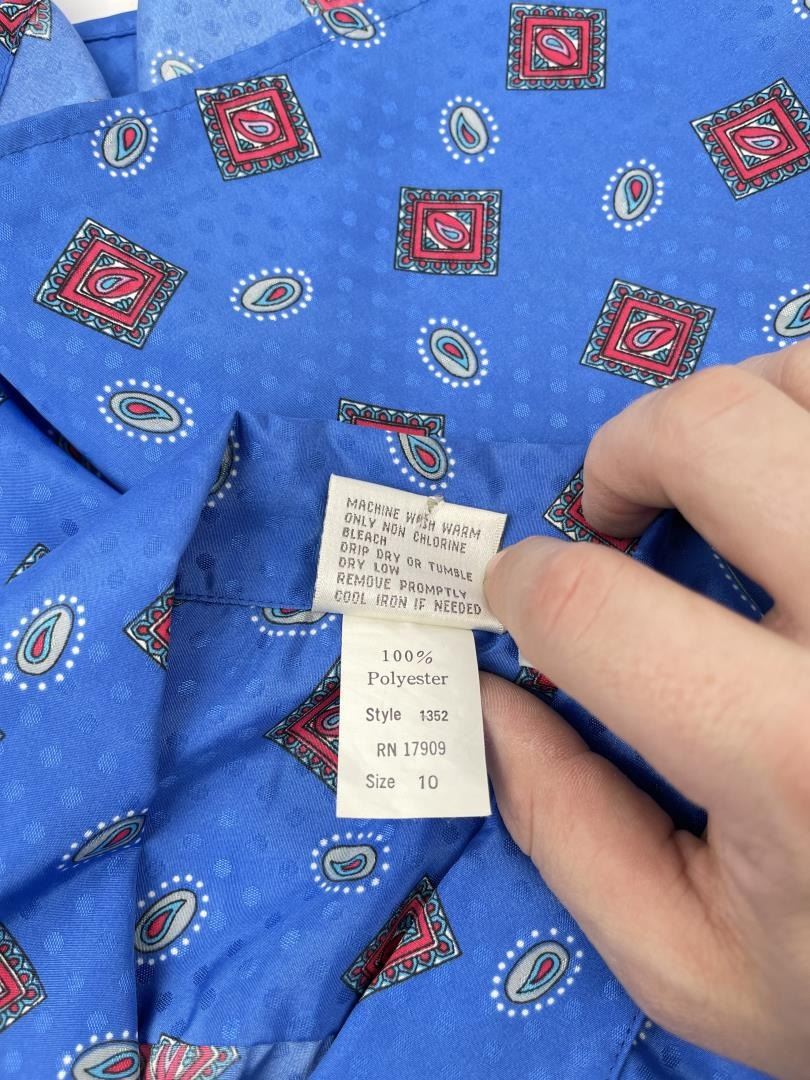 MACHINE WASH WARM
ONLY NON CHLORINE
BLEACH
DRIP DRY OR TUMBLE
DRY LOW
REMOVE PROMPTLY
COOL IRON IF NEEDED
100%
Polyester
Style 1352
RN 17909
Size 10